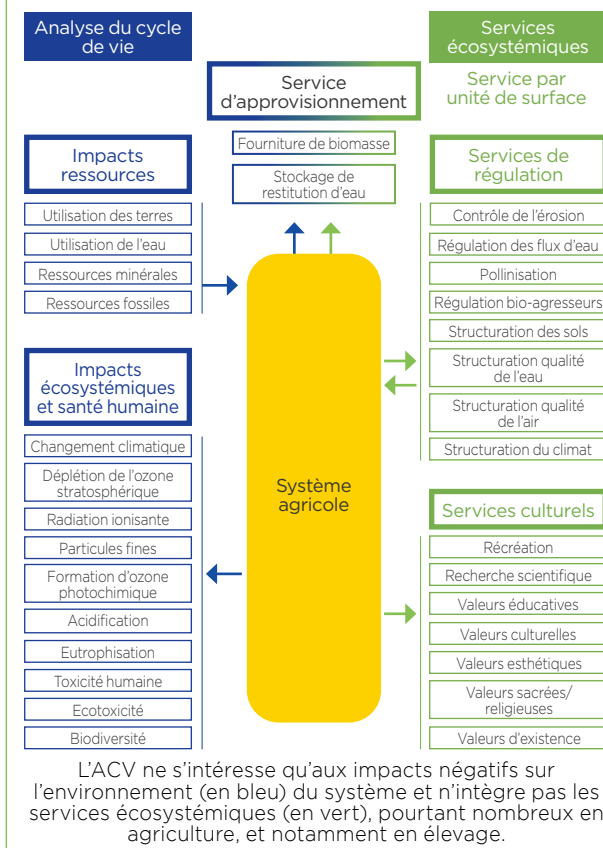 Analyse du cycle
de vie
Services
écosystémiques
Service
d'approvisionnement
Service par
unité de surface
Fourniture de biomasse
Stockage de
restitution d'eau
Impacts
ressources
Utilisation des terres
Utilisation de l'eau
Ressources minérales
Ressources fossiles
Impacts
écosystémiques
et santé humaine
Changement climatique
Déplétion de l'ozone
stratosphérique
Radiation ionisante
Particules fines
Formation d'ozone
photochimique
Acidification
Eutrophisation
Toxicité humaine
Ecotoxicité
Biodiversité
Système
agricole
Services de
régulation
Contrôle de l'érosion
Régulation des flux d'eau
Pollinisation
Régulation bio-agresseurs
Structuration des sols
Structuration qualité
de l'eau
Structuration qualité
de l'air
Structuration du climat
Services culturels
Récréation
Recherche scientifique
Valeurs éducatives
Valeurs culturelles
Valeurs esthétiques
Valeurs sacrées/
religieuses
Valeurs d'existence
L'ACV ne s'intéresse qu'aux impacts négatifs sur
l'environnement (en bleu) du système et n'intègre pas les
services écosystémiques (en vert), pourtant nombreux en
agriculture, et notamment en élevage.